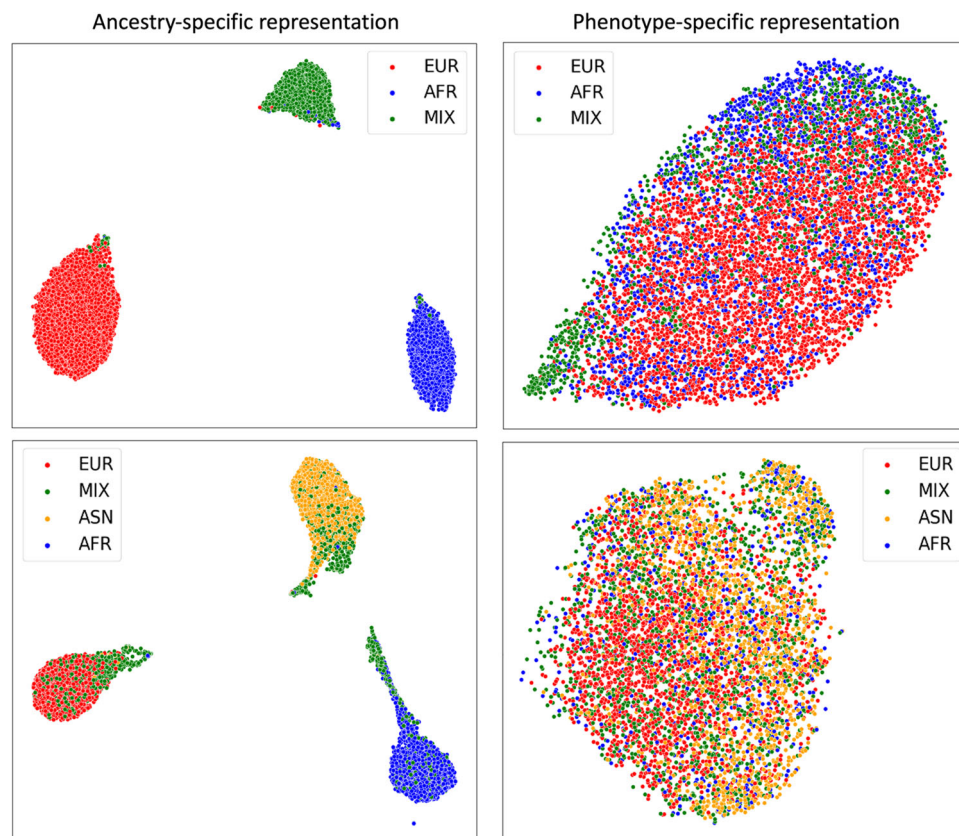 Ancestry-specific representation
Phenotype-specific representation
EUR
AFR
MIX
EUR
AFR
MIX
EUR
MIX
ASN
AFR
EUR
MIX
ASN
AFR